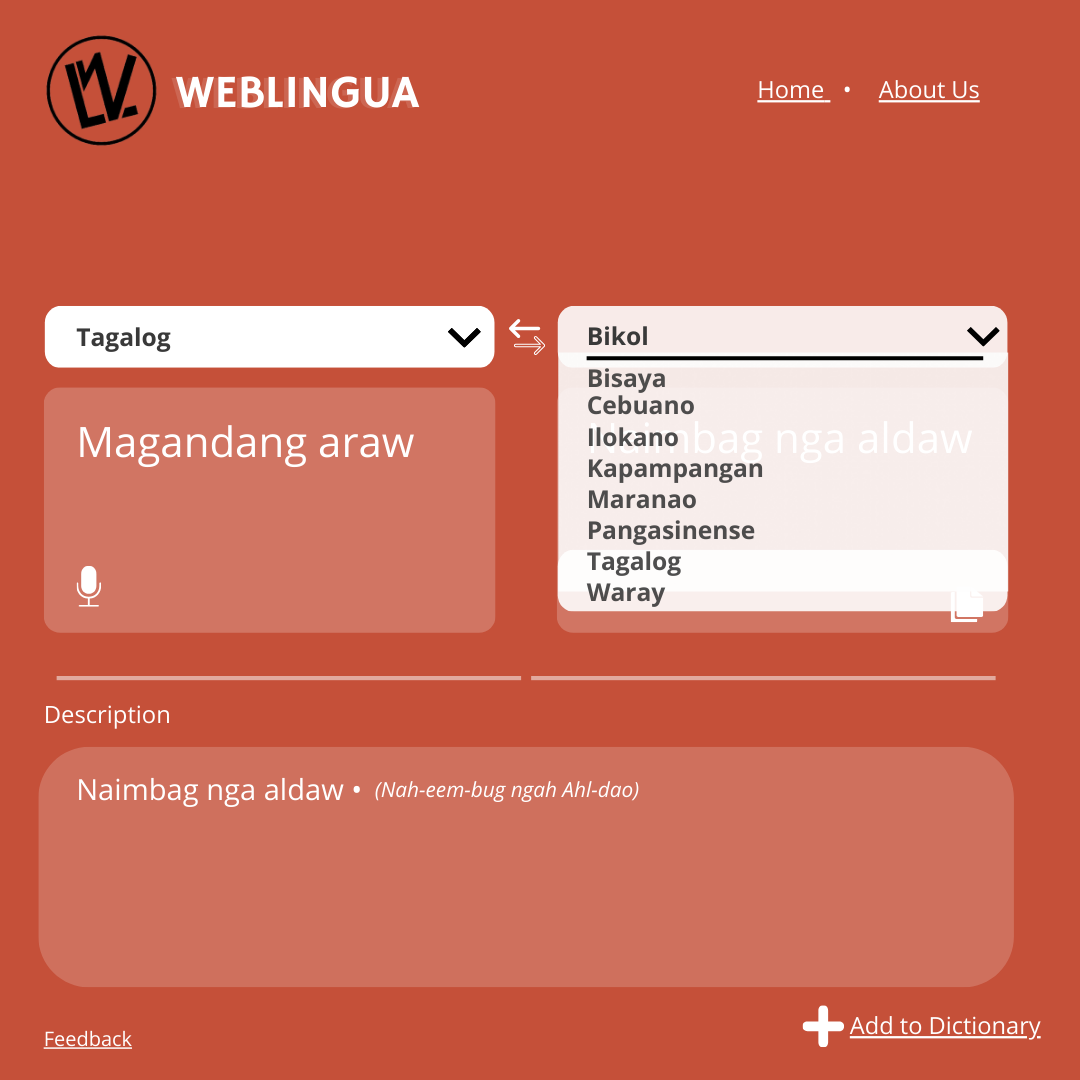 WEBLINGUA
Home • About Us
Tagalog
Bikol
Bisaya
Cebuano
Ilokano
Kapampangan
Maranao
Pangasinense
Tagalog
Waray
Magandang araw
Naimbag nga aldaw
Description
Naimbag nga aldaw • (Nah-eem-bug ngah Ahl-dao)
Feedback
Add to Dictionary